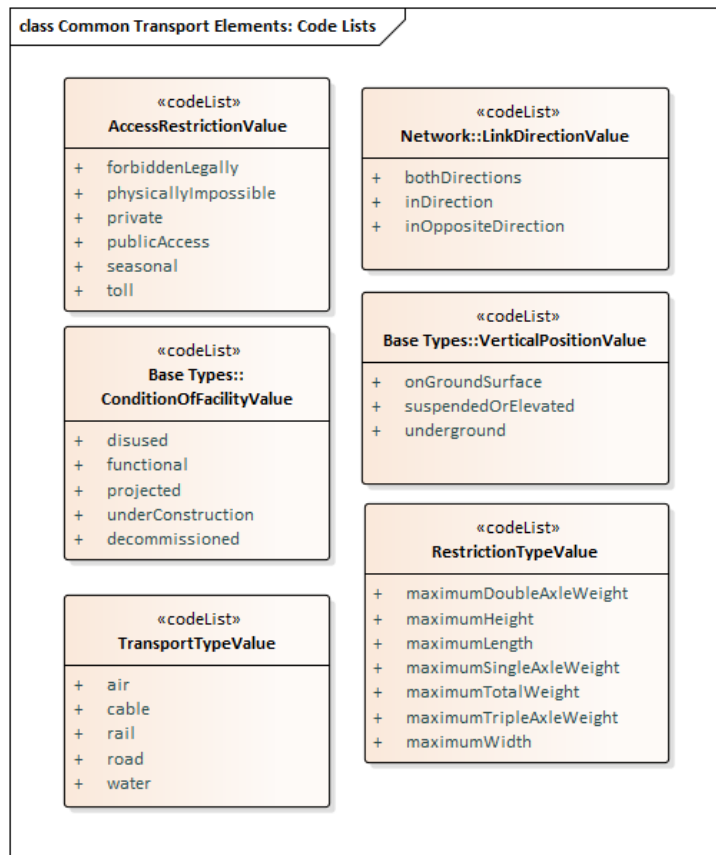 class Common Transport Elements: Code Lists
«codeList»
AccessRestrictionValue
+ forbiddenLegally
+ physicallyImpossible
+ private
+ publicAccess
+ seasonal
+ toll
«codeList»
Network::LinkDirectionValue
+ bothDirections
+ inDirection
+ inOppositeDirection
«codeList»
Base Types::
ConditionOfFacilityValue
+ disused
+ functional
+ projected
+ underConstruction
+ decommissioned
«codeList»
Base Types::VerticalPositionValue
+ onGroundSurface
+ suspendedOrElevated
+ underground
«codeList»
TransportTypeValue
+ air
+ cable
+ rail
+ road
+ water
«codeList»
RestrictionTypeValue
+ maximumDoubleAxleWeight
+ maximumHeight
+ maximumLength
+ maximumSingleAxleWeight
+ maximumTotalWeight
+ maximumTripleAxleWeight
+ maximumWidth